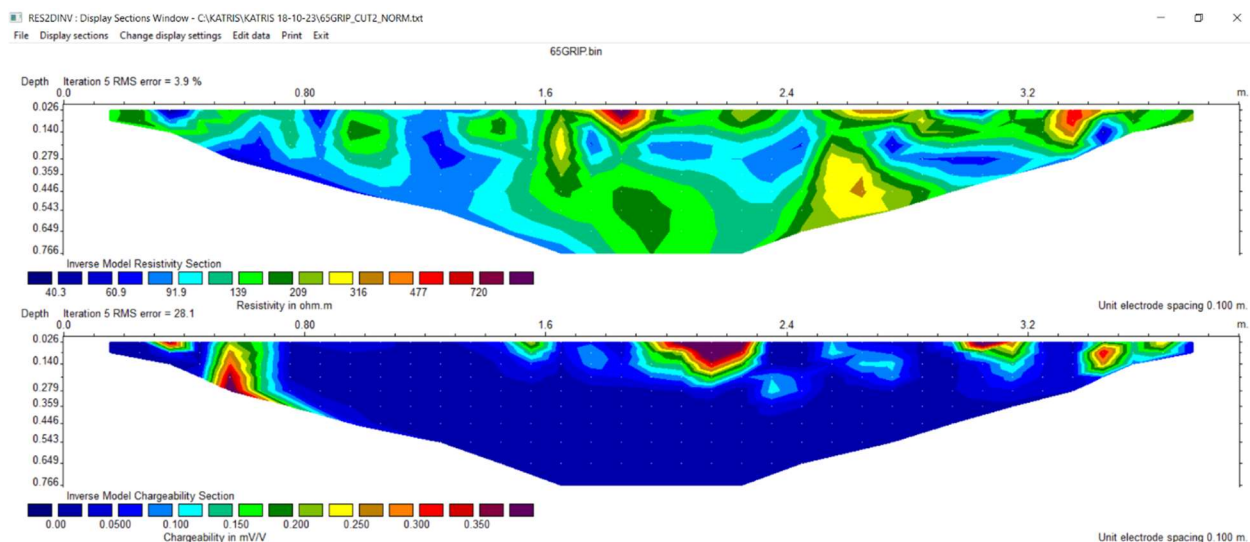 RES2DINV : Display Sections Window - C:\KATRIS\KATRIS 18-10-23\65GRIP_CUT2_NORM.txt
File Display sections Change display settings Edit data Print Exit
65GRIP.bin
Depth Iteration 5 RMS error = 3.9 %
0.0 0.80 1.6 2.4 3.2 m.
0.026
0.140
0.279
0.359
0.446
0.543
0.649
0.766
Inverse Model Resistivity Section
40.3 60.9 91.9 139 209 316 477 720
Resistivity in ohm.m
Unit electrode spacing 0.100 m.
Depth Iteration 5 RMS error = 28.1
0.0 0.80 1.6 2.4 3.2 m.
0.026
0.140
0.279
0.359
0.446
0.543
0.649
0.766
Inverse Model Chargeability Section
0.00 0.0500 0.100 0.150 0.200 0.250 0.300 0.350
Chargeability in mV/V
Unit electrode spacing 0.100 m.